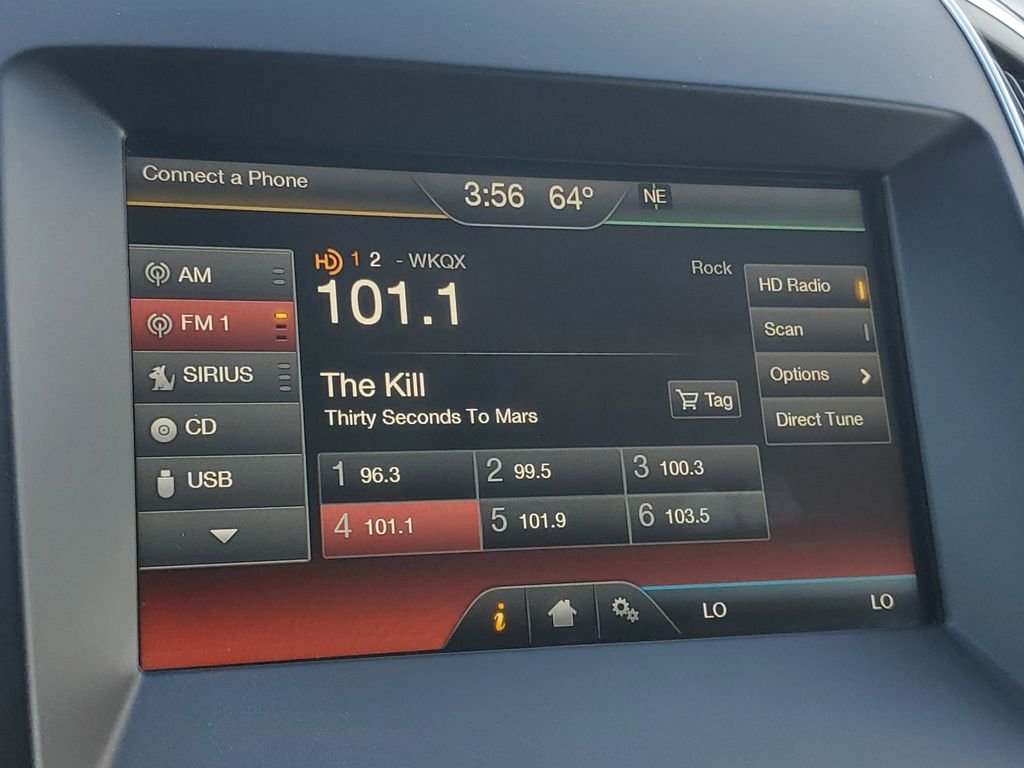 Connect a Phone
3:56 64º NE
AM
FM 1
SIRIUS
CD
USB
HD 1 2 - WKQX
Rock
101.1
The Kill
Thirty Seconds To Mars
Tag
1 96.3
2 99.5
3 100.3
4 101.1
5 101.9
6 103.5
HD Radio
Scan
Options
Direct Tune
i
LO
LO